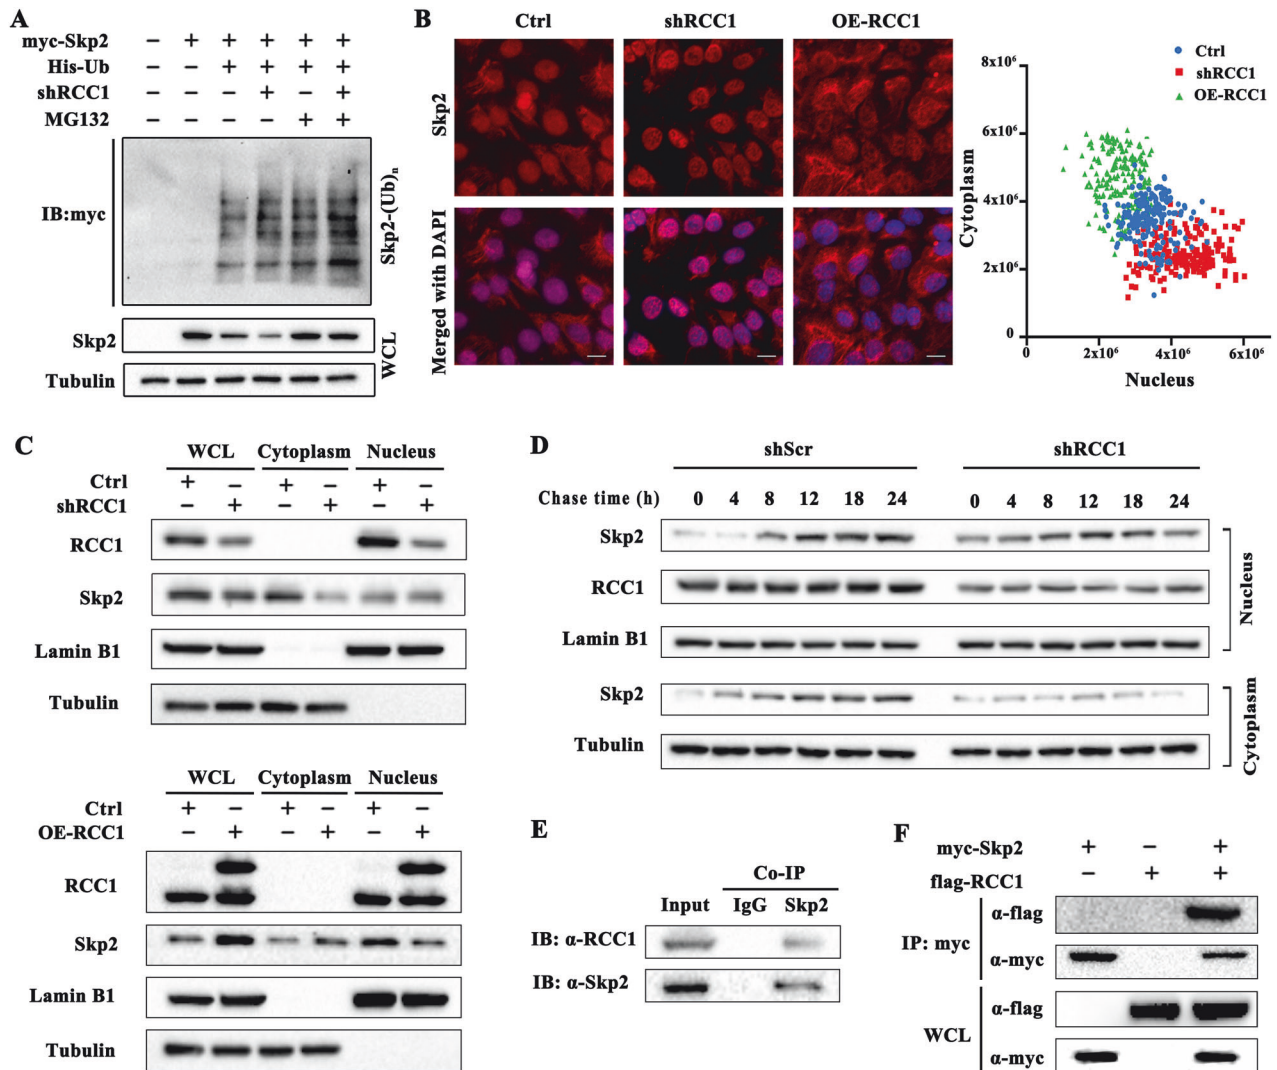 A
myc-Skp2 – + + + + +
His-Ub – – + + + +
shRCC1 – – – + – +
MG132 – – – – + +
IB:myc
Skp2-(Ub)n
Skp2
Tubulin
WCL
B
Ctrl shRCC1 OE-RCC1
Skp2
Merged with DAPI
Ctrl
shRCC1
OE-RCC1
8x10⁶
6x10⁶
4x10⁶
2x10⁶
0
Cytoplasm
0 2x10⁶ 4x10⁶ 6x10⁶
Nucleus
C
WCL Cytoplasm Nucleus
Ctrl + – + – + –
shRCC1 – + – + – +
RCC1
Skp2
Lamin B1
Tubulin
WCL Cytoplasm Nucleus
Ctrl + – + – + –
OE-RCC1 – + – + – +
RCC1
Skp2
Lamin B1
Tubulin
D
shScr shRCC1
Chase time (h) 0 4 8 12 18 24 0 4 8 12 18 24
Skp2
RCC1
Lamin B1
Nucleus
Skp2
Tubulin
Cytoplasm
E
Co-IP
Input IgG Skp2
IB: α-RCC1
IB: α-Skp2
F
myc-Skp2 + – +
flag-RCC1 – + +
IP: myc
α-flag
α-myc
WCL
α-flag
α-myc